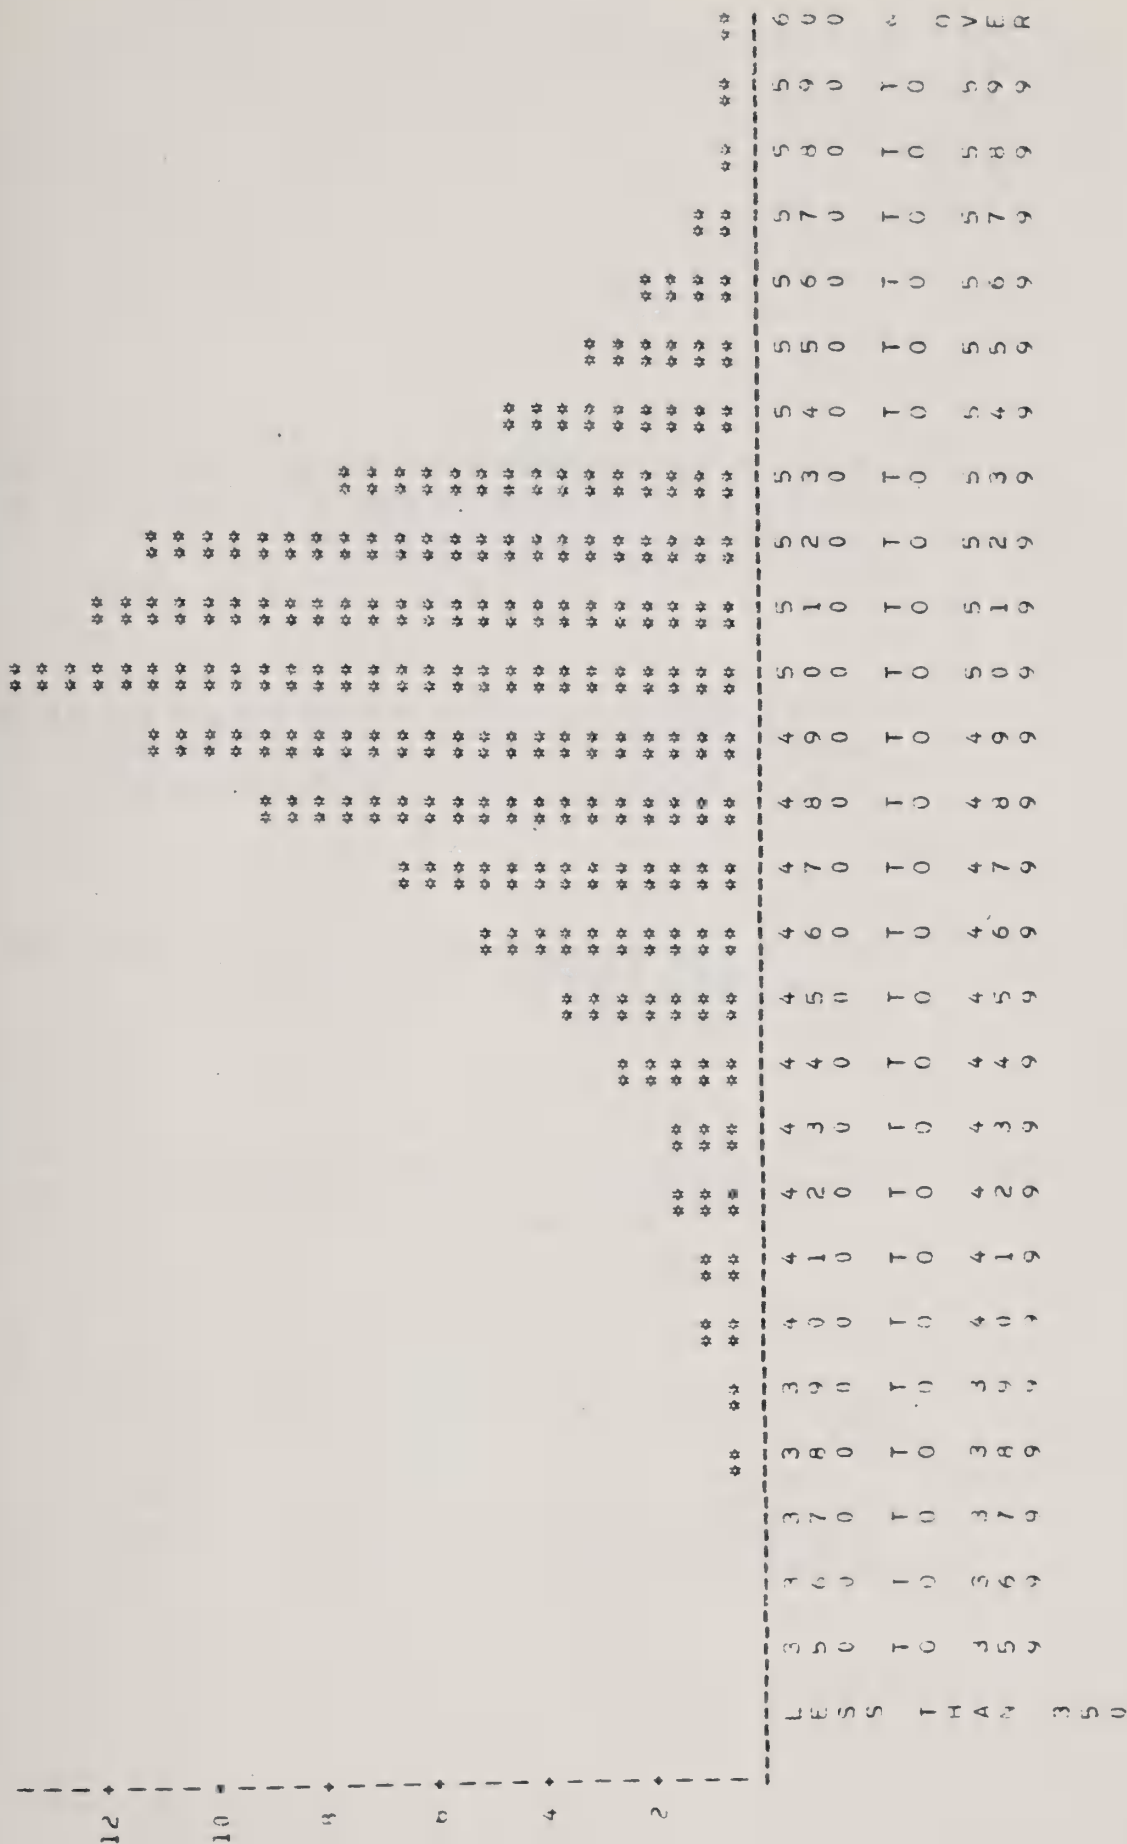 12
10
8
6
4
2
LESS THAN 350
350 TO 359
360 TO 369
370 TO 379
380 TO 389
390 TO 399
400 TO 409
410 TO 419
420 TO 429
430 TO 439
440 TO 449
450 TO 459
460 TO 469
470 TO 479
480 TO 489
490 TO 499
500 TO 509
510 TO 519
520 TO 529
530 TO 539
540 TO 549
550 TO 559
560 TO 569
570 TO 579
580 TO 589
590 TO 599
600 & OVER